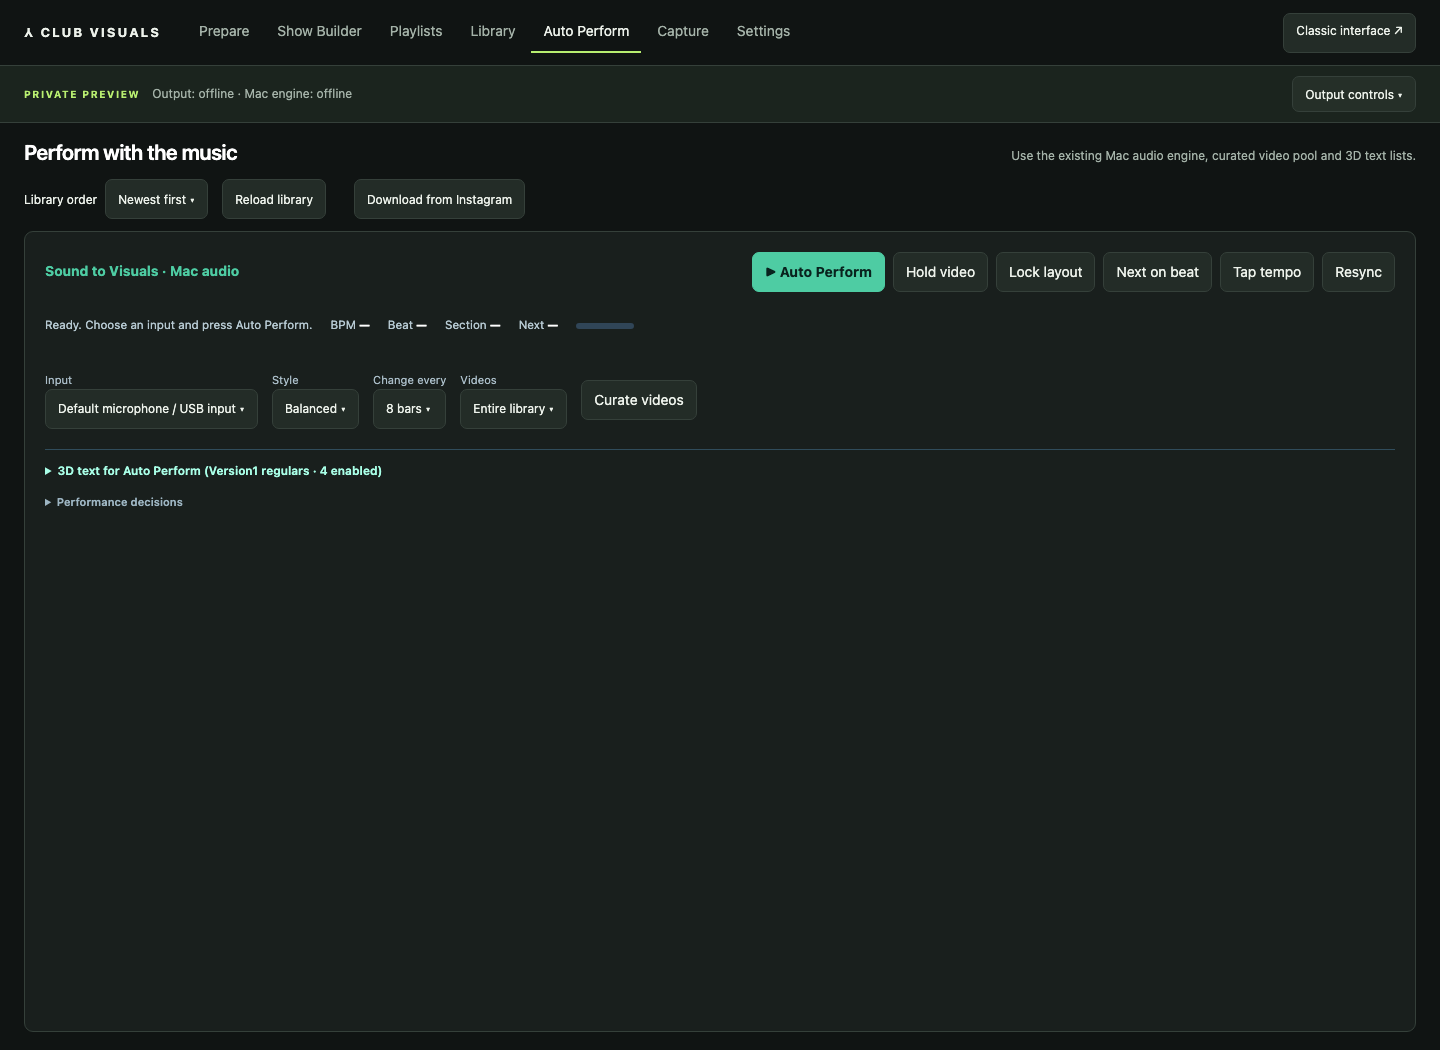 ⅄ CLUB VISUALS
Prepare Show Builder Playlists Library Auto Perform Capture Settings
Classic interface ↗
PRIVATE PREVIEW Output: offline · Mac engine: offline
Output controls ▾
Perform with the music
Use the existing Mac audio engine, curated video pool and 3D text lists.
Library order Newest first ▾ Reload library Download from Instagram
Sound to Visuals · Mac audio
▶ Auto Perform Hold video Lock layout Next on beat Tap tempo Resync
Ready. Choose an input and press Auto Perform. BPM — Beat — Section — Next —
Input Style Change every Videos
Default microphone / USB input ▾ Balanced ▾ 8 bars ▾ Entire library ▾ Curate videos
▶ 3D text for Auto Perform (Version1 regulars · 4 enabled)
▶ Performance decisions